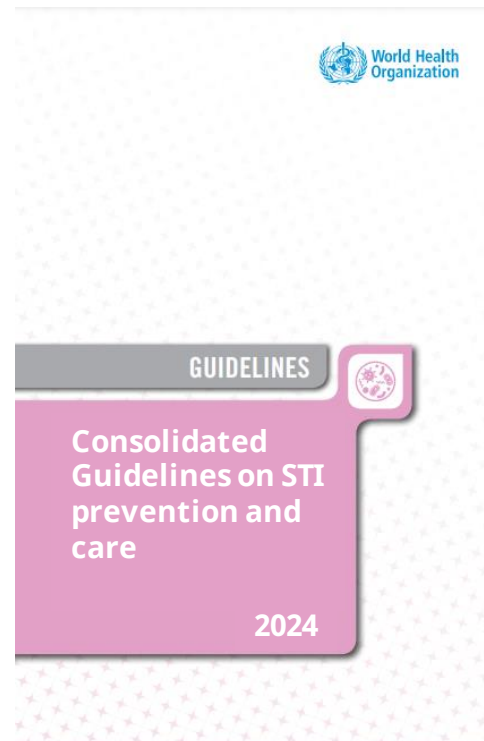 World Health
Organization
GUIDELINES
Consolidated
Guidelines on STI
prevention and
care
2024